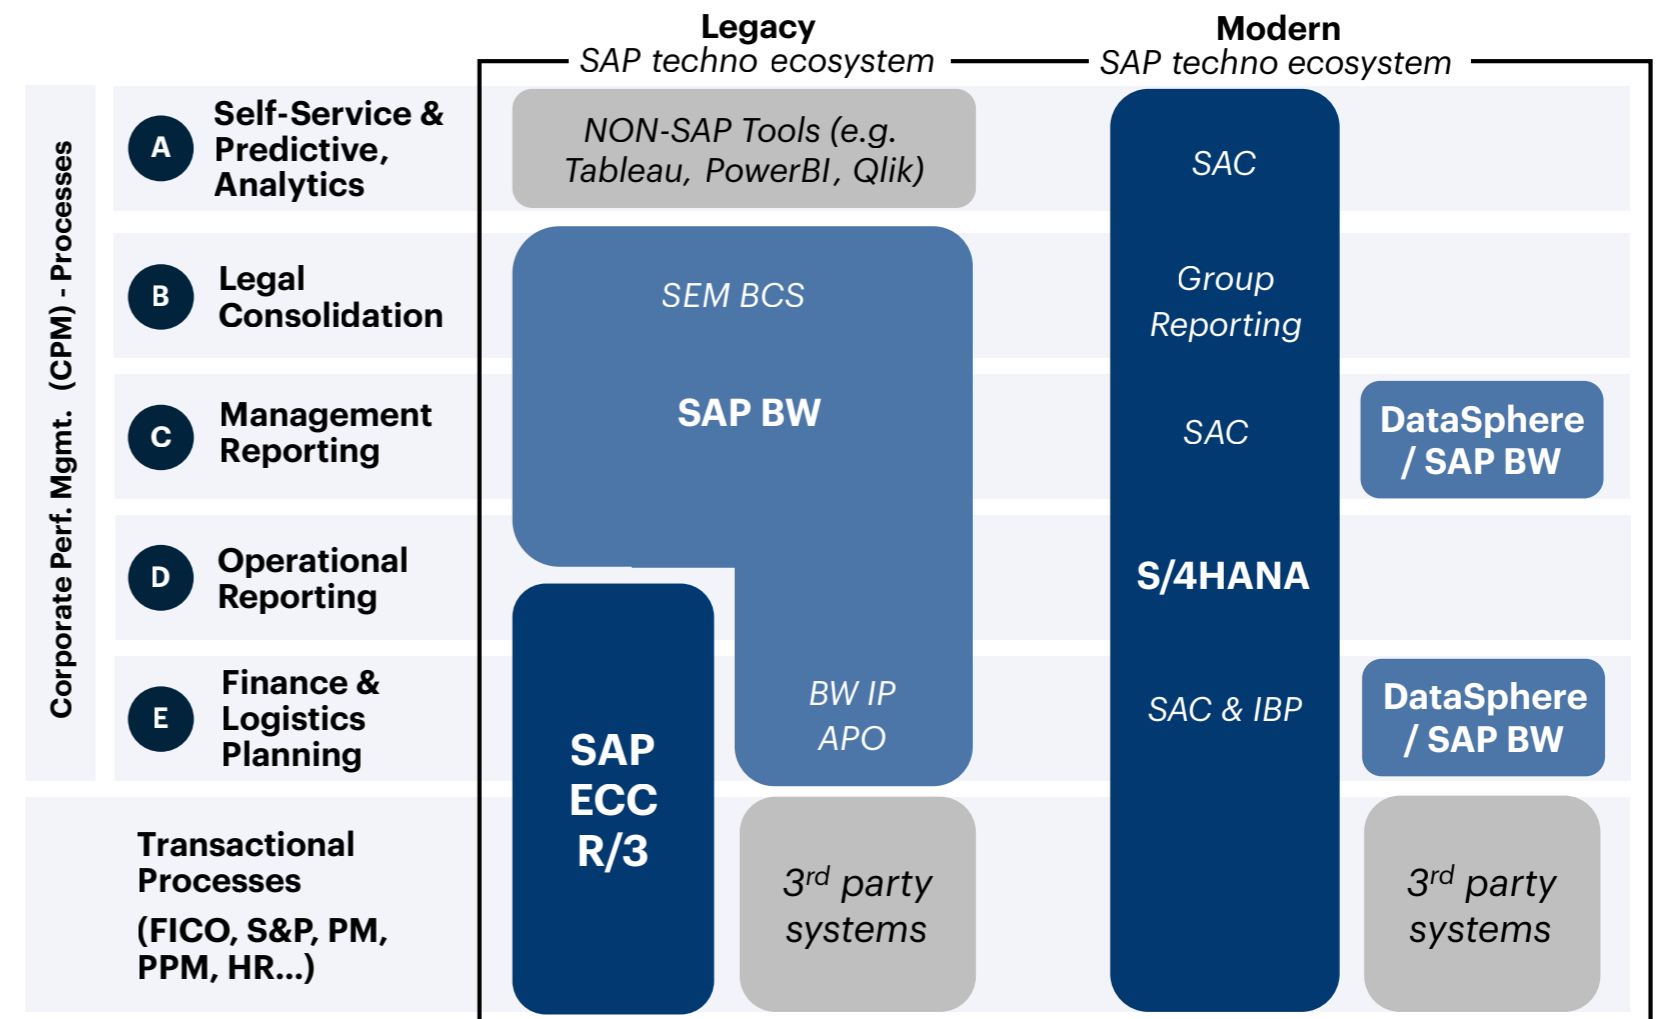 Legacy
SAP techno ecosystem
Modern
SAP techno ecosystem
Corporate Perf. Mgmt. (CPM) - Processes
A
Self-Service &
Predictive,
Analytics
NON-SAP Tools (e.g.
Tableau, PowerBI, Qlik)
SAC
B
Legal
Consolidation
SEM BCS
Group
Reporting
C
Management
Reporting
SAP BW
SAC
DataSphere
/ SAP BW
D
Operational
Reporting
S/4HANA
E
Finance &
Logistics
Planning
BW IP
APO
SAC & IBP
DataSphere
/ SAP BW
SAP
ECC
R/3
Transactional
Processes
(FICO, S&P, PM,
PPM, HR...)
3rd party
systems
3rd party
systems